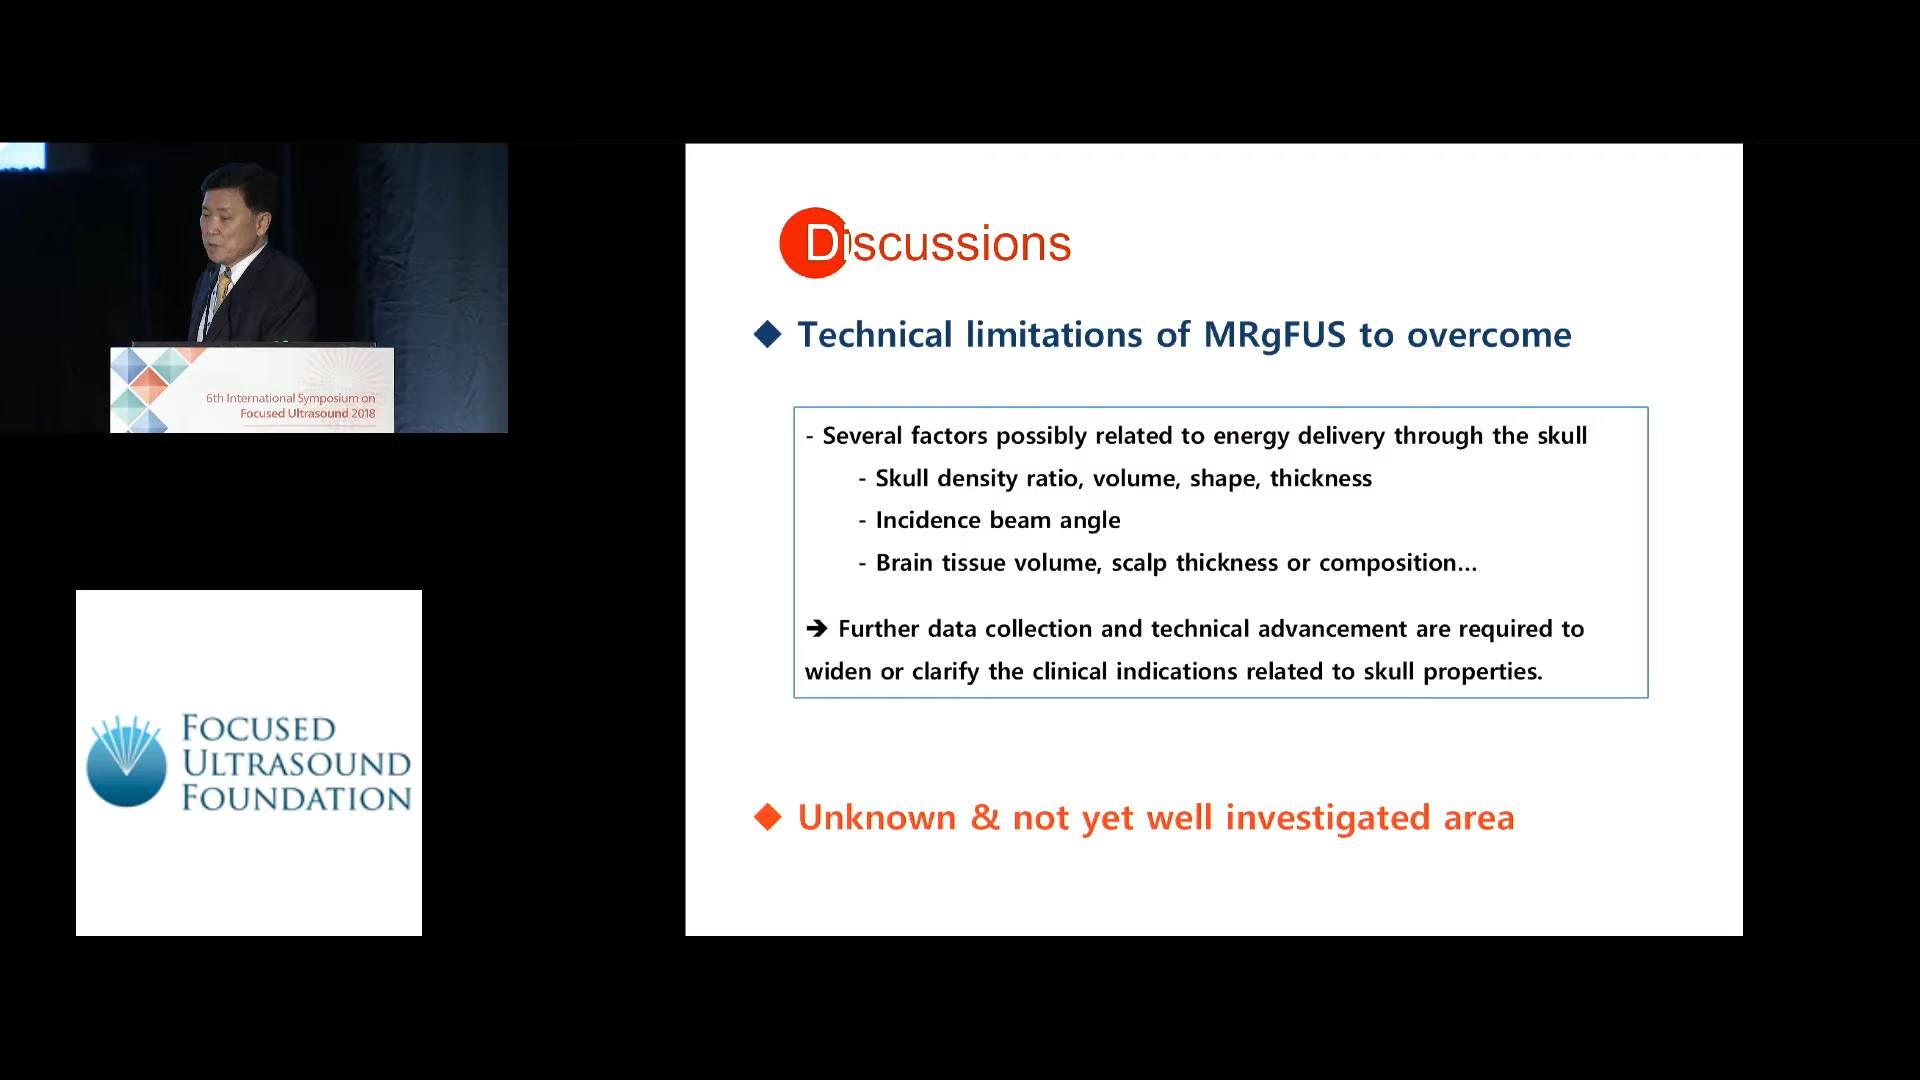 6th International Symposium on
Focused Ultrasound 2018
FOCUSED
ULTRASOUND
FOUNDATION
Discussions
◆ Technical limitations of MRgFUS to overcome
- Several factors possibly related to energy delivery through the skull
- Skull density ratio, volume, shape, thickness
- Incidence beam angle
- Brain tissue volume, scalp thickness or composition...
➔ Further data collection and technical advancement are required to
widen or clarify the clinical indications related to skull properties.
◆ Unknown & not yet well investigated area